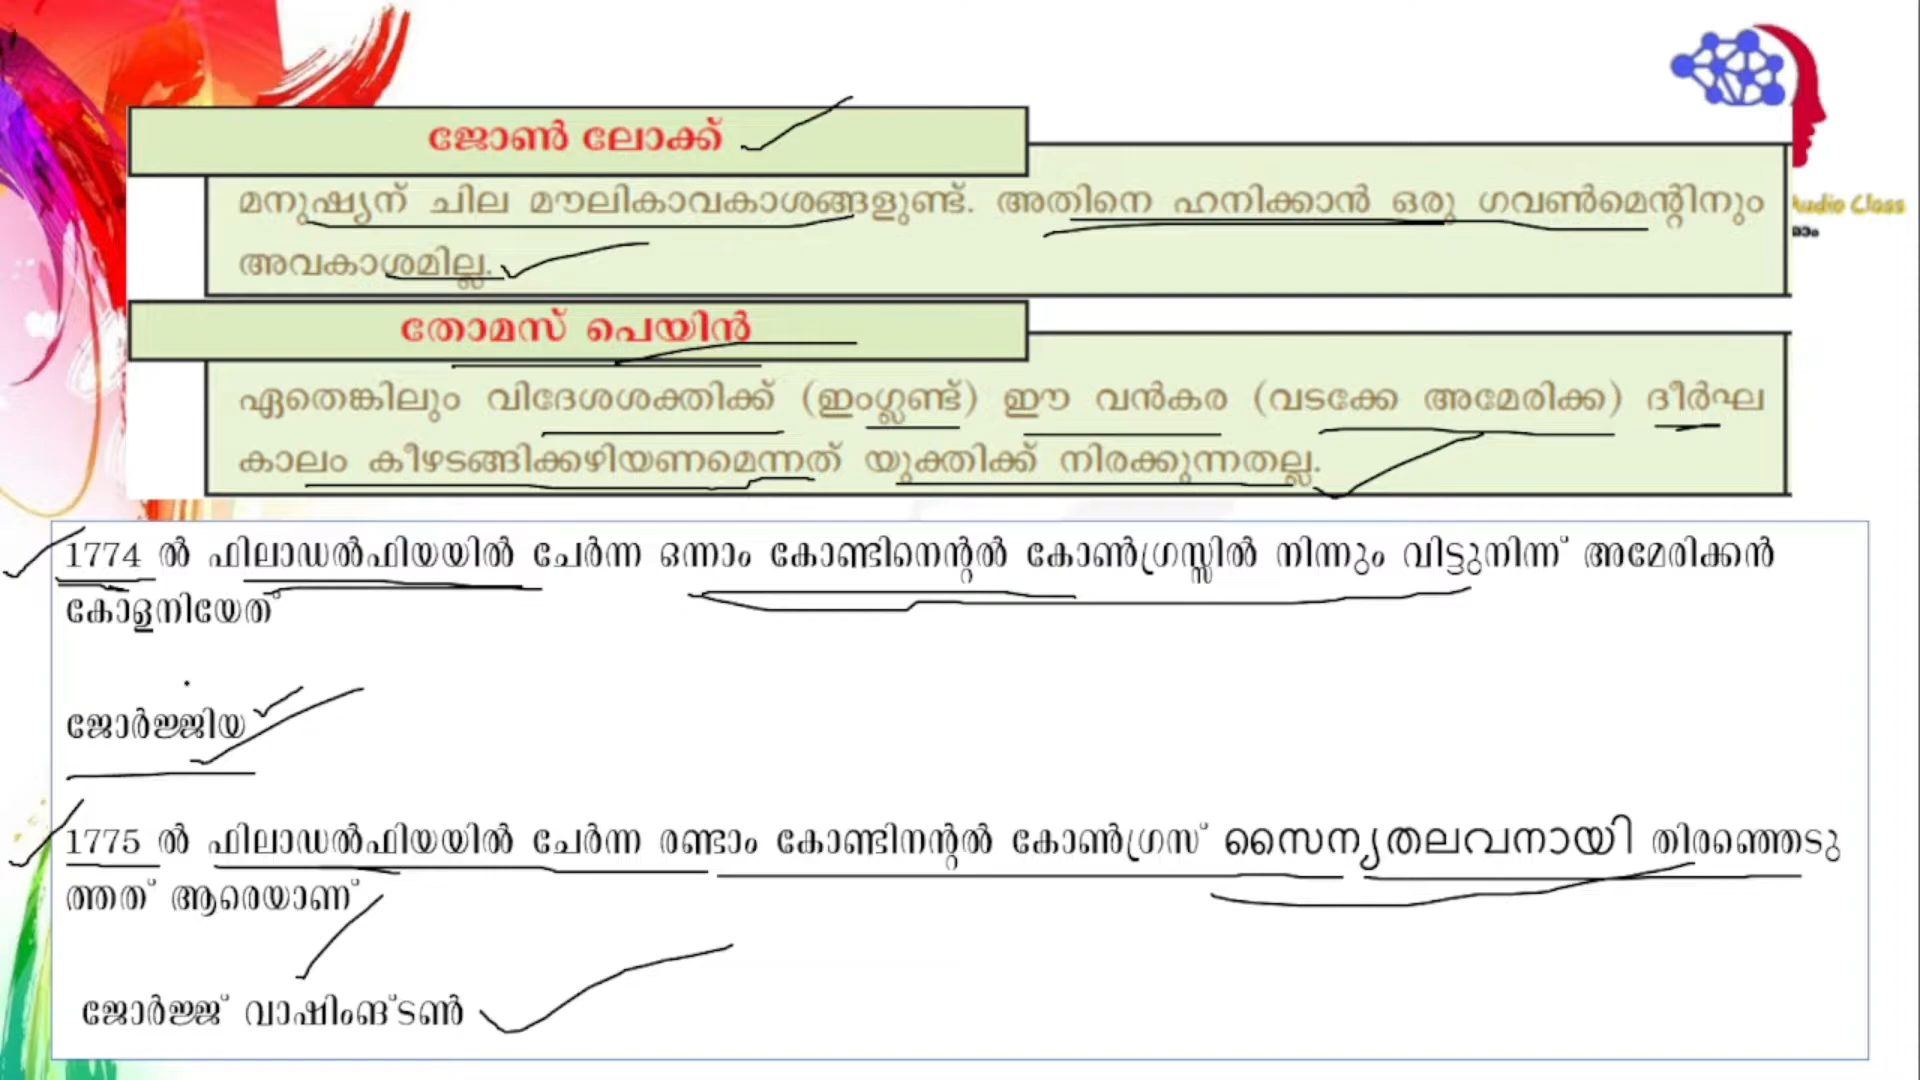 ജോൺ ലോക്ക്
മനുഷ്യന് ചില മൗലികാവകാശങ്ങളുണ്ട്. അതിനെ ഹനിക്കാൻ ഒരു ഗവൺമെന്റിനും
Audio Class
അവകാശമില്ല.
തോമസ് പെയിൻ
ഏതെങ്കിലും വിദേശശക്തിക്ക് (ഇംഗ്ലണ്ട്) ഈ വൻകര (വടക്കേ അമേരിക്ക) ദീർഘ
കാലം കീഴടങ്ങിക്കഴിയണമെന്നത് യുക്തിക്ക് നിരക്കുന്നതല്ല.
1774 ൽ ഫിലാഡൽഫിയയിൽ ചേർന്ന ഒന്നാം കോണ്ടിനെന്റൽ കോൺഗ്രസ്സിൽ നിന്നും വിട്ടുനിന്ന് അമേരിക്കൻ
കോളനിയേത്
ജോർജ്ജിയ
1775 ൽ ഫിലാഡൽഫിയയിൽ ചേർന്ന രണ്ടാം കോണ്ടിനന്റൽ കോൺഗ്രസ് സൈന്യതലവനായി തിരഞ്ഞെടു
ത്തത് ആരെയാണ്
ജോർജ്ജ് വാഷിംങ്ടൺ